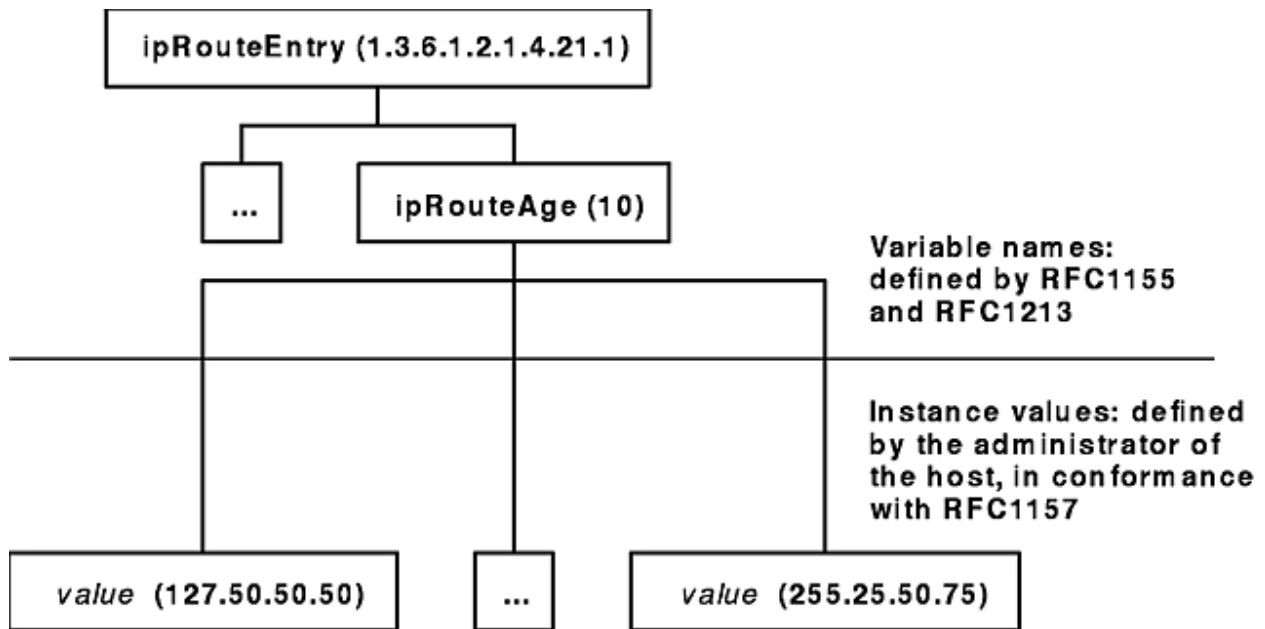 ipRouteEntry (1.3.6.1.2.1.4.21.1)
...
ipRouteAge (10)
Variable names:
defined by RFC1155
and RFC1213
Instance values: defined
by the administrator of
the host, in conformance
with RFC1157
value (127.50.50.50)
...
value (255.25.50.75)